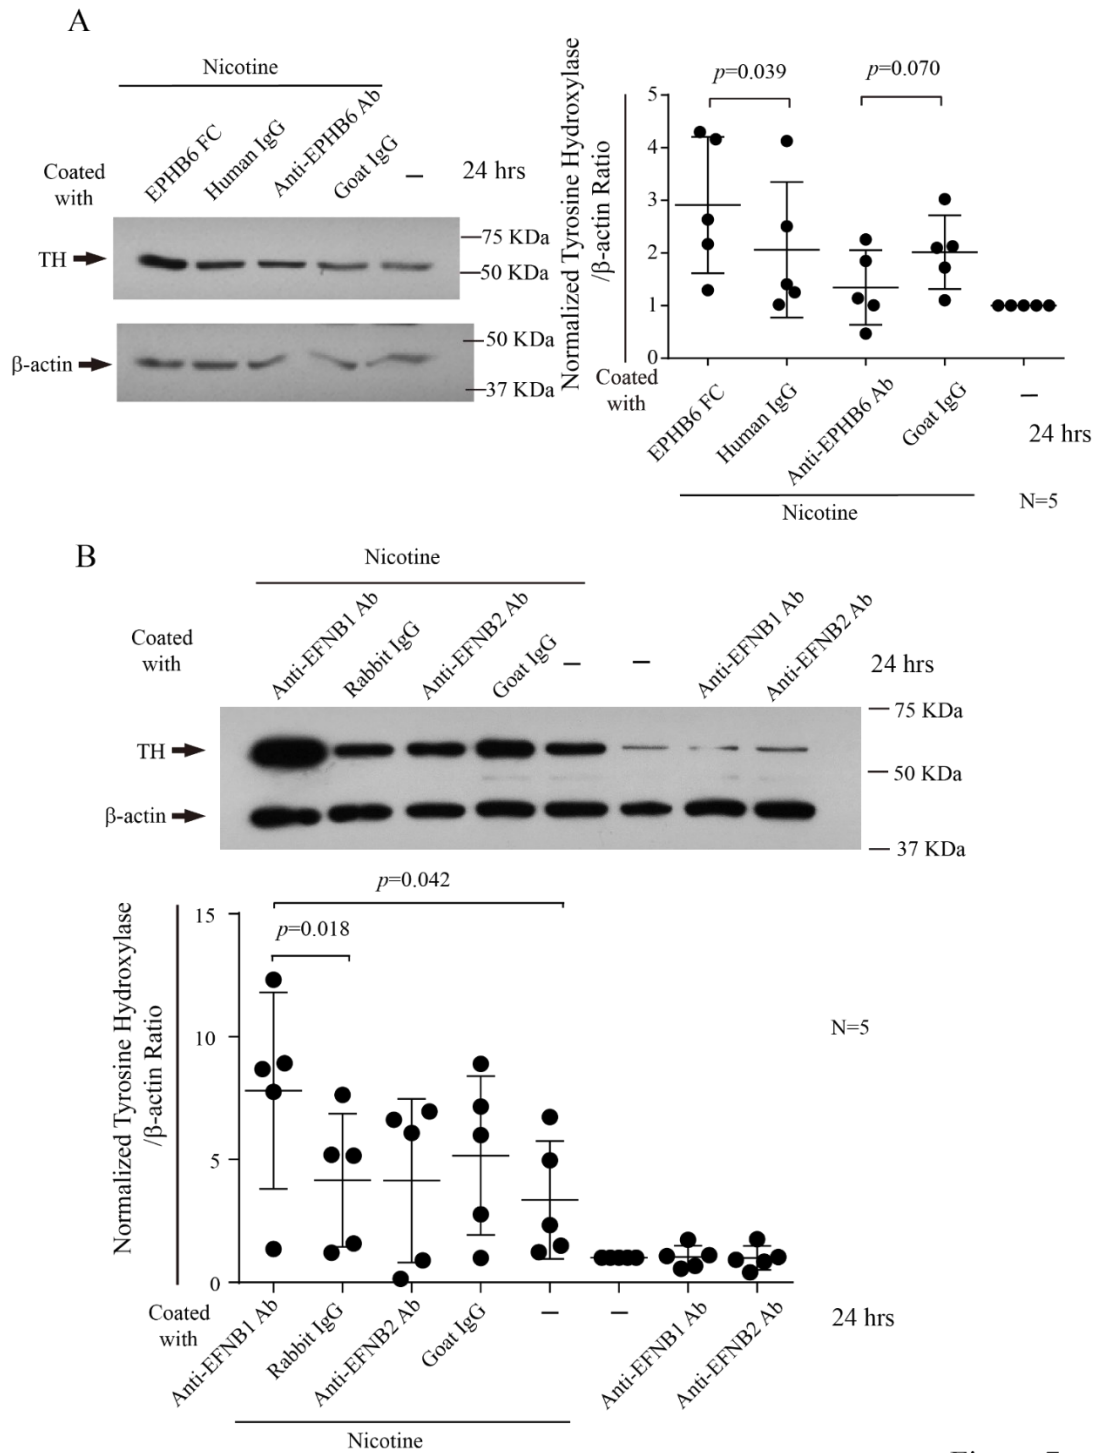 A
Nicotine
Coated
with
EPHB6 FC
Human IgG
Anti-EPHB6 Ab
Goat IgG
–
24 hrs
TH
75 KDa
50 KDa
β-actin
50 KDa
37 KDa
Normalized Tyrosine Hydroxylase
/β-actin Ratio
p=0.039
p=0.070
5
4
3
2
1
0
Coated
with
EPHB6 FC
Human IgG
Anti-EPHB6 Ab
Goat IgG
–
24 hrs
Nicotine
N=5
B
Nicotine
Coated
with
Anti-EFNB1 Ab
Rabbit IgG
Anti-EFNB2 Ab
Goat IgG
–
–
Anti-EFNB1 Ab
Anti-EFNB2 Ab
24 hrs
TH
β-actin
75 KDa
50 KDa
37 KDa
Normalized Tyrosine Hydroxylase
/β-actin Ratio
p=0.042
p=0.018
15
10
5
0
N=5
Coated
with
Anti-EFNB1 Ab
Rabbit IgG
Anti-EFNB2 Ab
Goat IgG
–
–
Anti-EFNB1 Ab
Anti-EFNB2 Ab
24 hrs
Nicotine